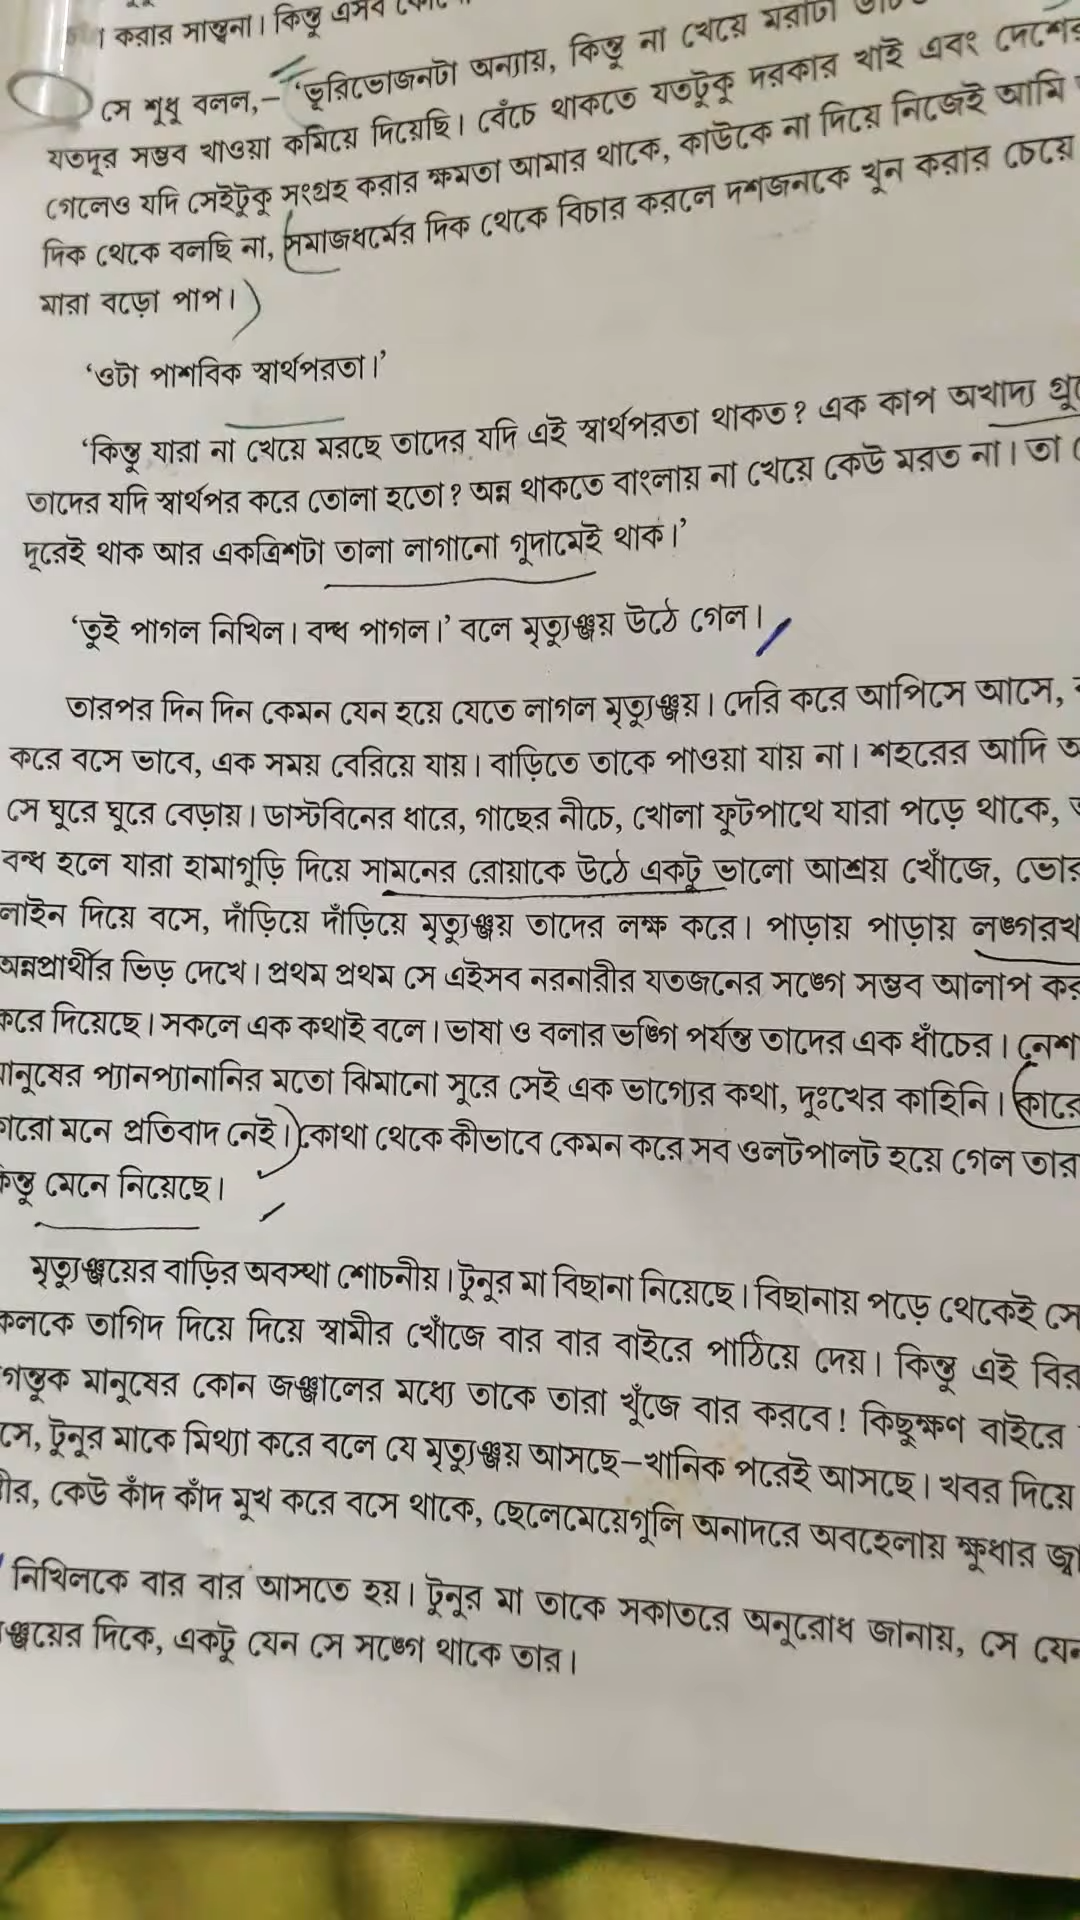 করার সান্ত্বনা। কিন্তু এসব
সে শুধু বলল,– 'ভূরিভোজনটা অন্যায়, কিন্তু না খেয়ে মরাটা
যতদূর সম্ভব খাওয়া কমিয়ে দিয়েছি। বেঁচে থাকতে যতটুকু দরকার খাই এবং দেশের
গেলেও যদি সেইটুকু সংগ্রহ করার ক্ষমতা আমার থাকে, কাউকে না দিয়ে নিজেই আমি
দিক থেকে বলছি না, সমাজধর্মের দিক থেকে বিচার করলে দশজনকে খুন করার চেয়ে
মারা বড়ো পাপ।
'ওটা পাশবিক স্বার্থপরতা।'
'কিন্তু যারা না খেয়ে মরছে তাদের যদি এই স্বার্থপরতা থাকত? এক কাপ অখাদ্য
তাদের যদি স্বার্থপর করে তোলা হতো? অন্ন থাকতে বাংলায় না খেয়ে কেউ মরত না। তা
দূরেই থাক আর একত্রিশটা তালা লাগানো গুদামেই থাক।'
'তুই পাগল নিখিল। বদ্ধ পাগল।' বলে মৃত্যুঞ্জয় উঠে গেল।
তারপর দিন দিন কেমন যেন হয়ে যেতে লাগল মৃত্যুঞ্জয়। দেরি করে আপিসে আসে,
করে বসে ভাবে, এক সময় বেরিয়ে যায়। বাড়িতে তাকে পাওয়া যায় না। শহরের আদি
সে ঘুরে ঘুরে বেড়ায়। ডাস্টবিনের ধারে, গাছের নীচে, খোলা ফুটপাথে যারা পড়ে থাকে,
বন্ধ হলে যারা হামাগুড়ি দিয়ে সামনের রোয়াকে উঠে একটু ভালো আশ্রয় খোঁজে, ভোর
লাইন দিয়ে বসে, দাঁড়িয়ে দাঁড়িয়ে মৃত্যুঞ্জয় তাদের লক্ষ করে। পাড়ায় পাড়ায় লঙ্গরখ
অন্নপ্রার্থীর ভিড় দেখে। প্রথম প্রথম সে এইসব নরনারীর যতজনের সঙ্গে সম্ভব আলাপ কর
করে দিয়েছে। সকলে এক কথাই বলে। ভাষা ও বলার ভঙ্গি পর্যন্ত তাদের এক ধাঁচের। নেশ
মানুষের প্যানপ্যানানির মতো ঝিমানো সুরে সেই এক ভাগ্যের কথা, দুঃখের কাহিনি। কারো
কারো মনে প্রতিবাদ নেই। কোথা থেকে কীভাবে কেমন করে সব ওলটপালট হয়ে গেল তার
কিন্তু মেনে নিয়েছে।
মৃত্যুঞ্জয়ের বাড়ির অবস্থা শোচনীয়। টুনুর মা বিছানা নিয়েছে। বিছানায় পড়ে থেকেই সে
কলকে তাগিদ দিয়ে দিয়ে স্বামীর খোঁজে বার বার বাইরে পাঠিয়ে দেয়। কিন্তু এই বির
গন্তুক মানুষের কোন জঞ্জালের মধ্যে তাকে তারা খুঁজে বার করবে! কিছুক্ষণ বাইরে
সে, টুনুর মাকে মিথ্যা করে বলে যে মৃত্যুঞ্জয় আসছে–খানিক পরেই আসছে। খবর দিয়ে
ীর, কেউ কাঁদ কাঁদ মুখ করে বসে থাকে, ছেলেমেয়েগুলি অনাদরে অবহেলায় ক্ষুধার জ্বা
নিখিলকে বার বার আসতে হয়। টুনুর মা তাকে সকাতরে অনুরোধ জানায়, সে যেন
ঞ্জয়ের দিকে, একটু যেন সে সঙ্গে থাকে তার।